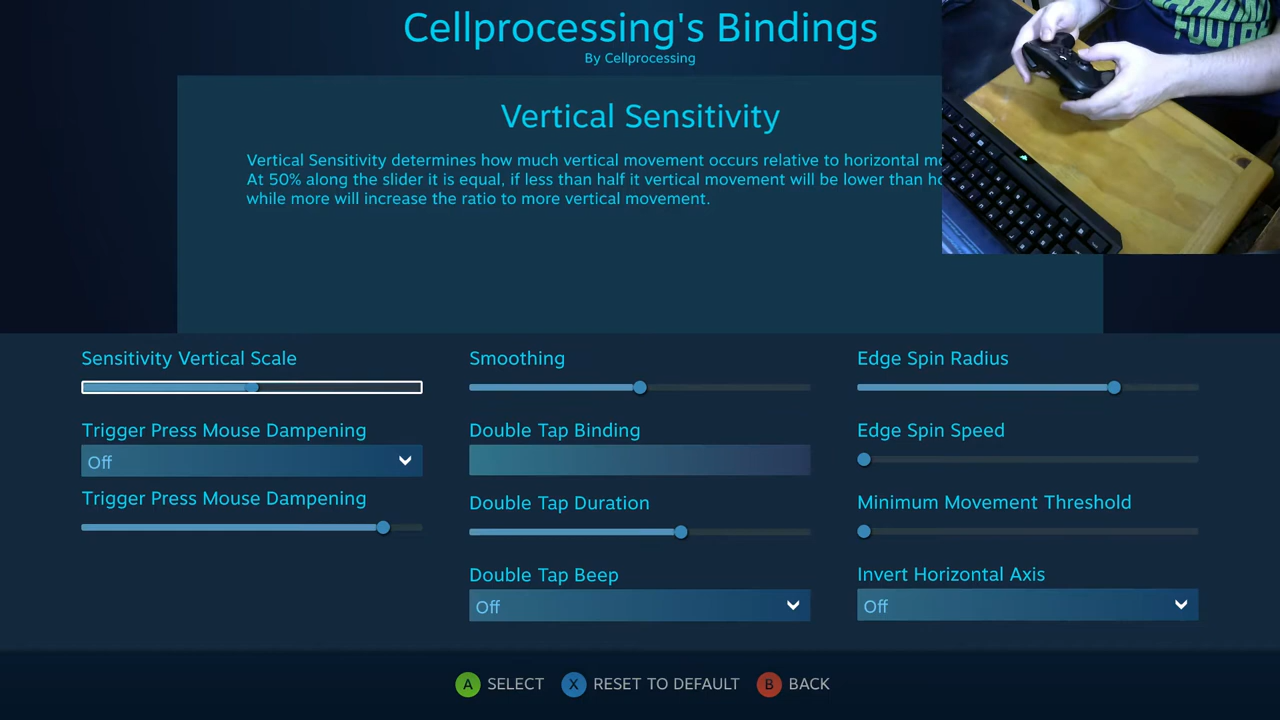 Cellprocessing's Bindings
By Cellprocessing
Vertical Sensitivity
Vertical Sensitivity determines how much vertical movement occurs relative to horizontal
At 50% along the slider it is equal, if less than half it vertical movement will be lower than
while more will increase the ratio to more vertical movement.
Sensitivity Vertical Scale
Smoothing
Edge Spin Radius
Trigger Press Mouse Dampening
Off
Double Tap Binding
Edge Spin Speed
Trigger Press Mouse Dampening
Double Tap Duration
Minimum Movement Threshold
Double Tap Beep
Off
Invert Horizontal Axis
Off
A SELECT
X RESET TO DEFAULT
B BACK